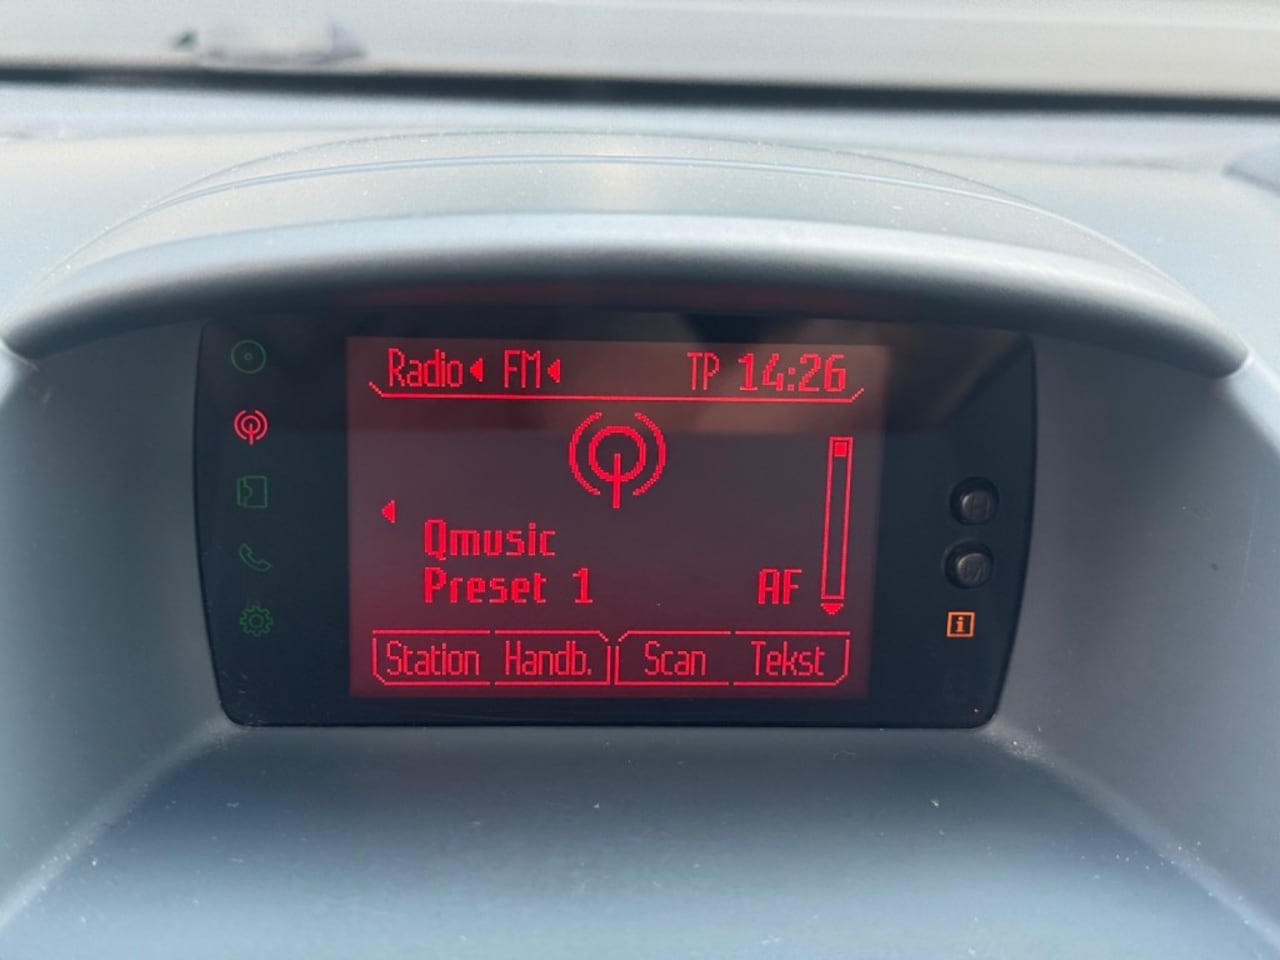 Radio FM TP 14:26
Qmusic
Preset 1 AF
Station Handb. Scan Tekst
i